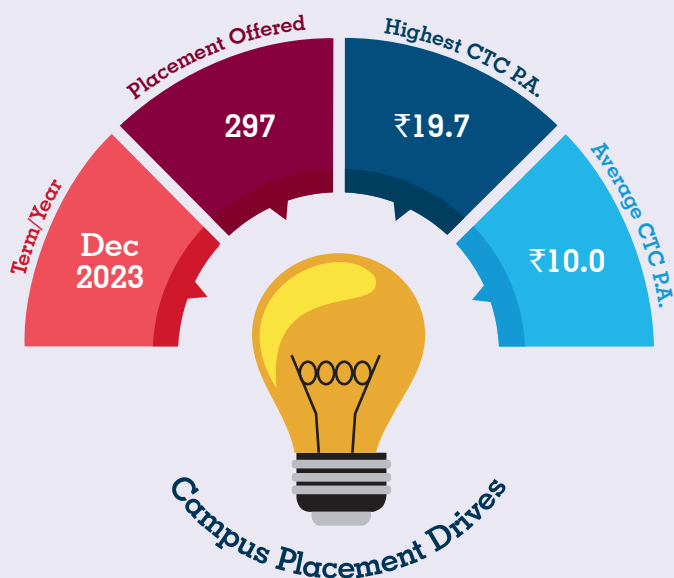 Term/Year
Dec
2023
Placement Offered
297
Highest CTC P.A.
₹19.7
Average CTC P.A.
₹10.0
Campus Placement Drives